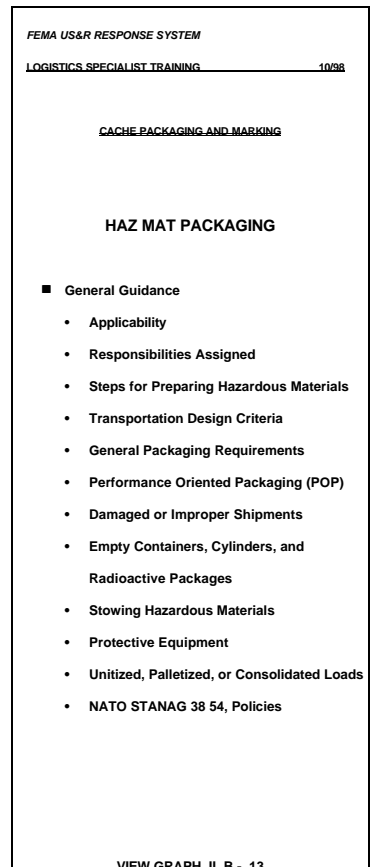 FEMA US&R RESPONSE SYSTEM
LOGISTICS SPECIALIST TRAINING 10/98
CACHE PACKAGING AND MARKING
HAZ MAT PACKAGING
■ General Guidance
• Applicability
• Responsibilities Assigned
• Steps for Preparing Hazardous Materials
• Transportation Design Criteria
• General Packaging Requirements
• Performance Oriented Packaging (POP)
• Damaged or Improper Shipments
• Empty Containers, Cylinders, and
Radioactive Packages
• Stowing Hazardous Materials
• Protective Equipment
• Unitized, Palletized, or Consolidated Loads
• NATO STANAG 38 54, Policies
VIEW GRAPH II. B - 13